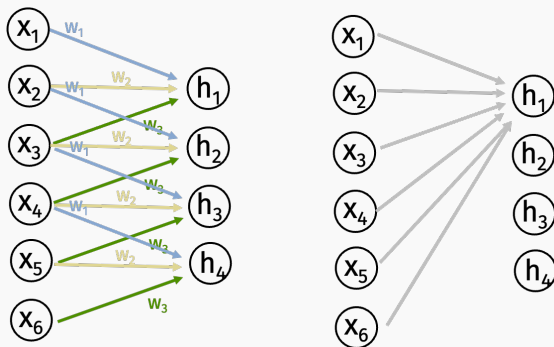 x1 w1
x2 w1 w2 h1
w3
x3 w1 w2 h2
w3
x4 w1 w2 h3
w3
x5 w2 h4
x6 w3
x1
x2 h1
x3 h2
x4 h3
x5 h4
x6